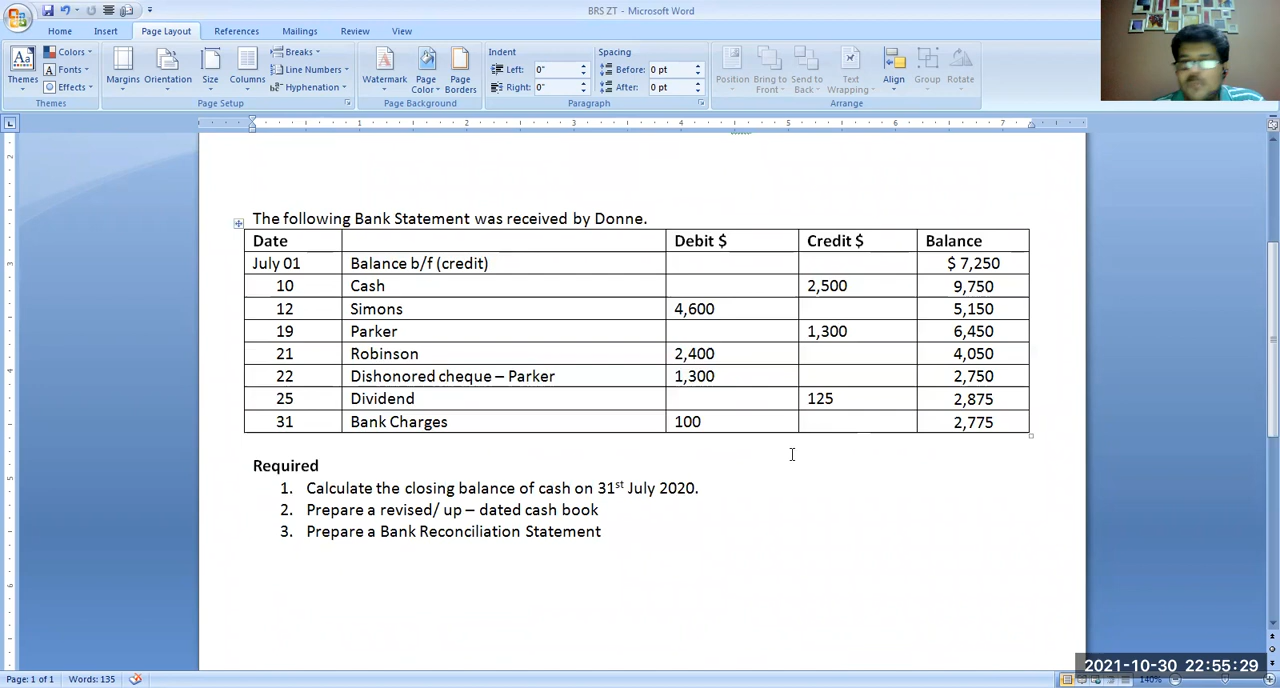 BRS ZT - Microsoft Word
Home Insert Page Layout References Mailings Review View
Themes
Colors
Fonts
Effects
Themes
Margins Orientation Size Columns
Breaks
Line Numbers
Hyphenation
Page Setup
Watermark Page Color Page Borders
Page Background
Indent
Left: 0"
Right: 0"
Spacing
Before: 0 pt
After: 0 pt
Paragraph
Position Bring to Front Send to Back Text Wrapping Align Group Rotate
Arrange
The following Bank Statement was received by Donne.
Date Debit $ Credit $ Balance
July 01 Balance b/f (credit) $ 7,250
10 Cash 2,500 9,750
12 Simons 4,600 5,150
19 Parker 1,300 6,450
21 Robinson 2,400 4,050
22 Dishonored cheque – Parker 1,300 2,750
25 Dividend 125 2,875
31 Bank Charges 100 2,775
Required
1. Calculate the closing balance of cash on 31st July 2020.
2. Prepare a revised/ up – dated cash book
3. Prepare a Bank Reconciliation Statement
2021-10-30 22:55:29
Page: 1 of 1 Words: 135 140%